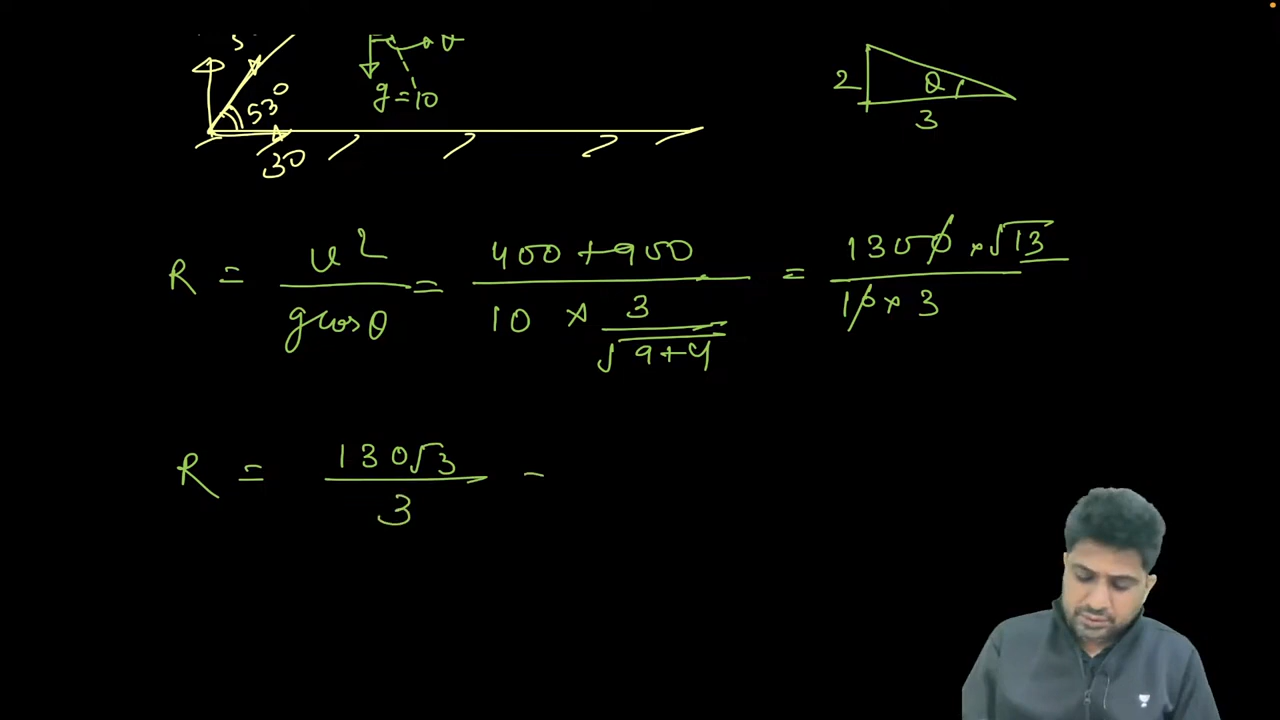 53°
g = 10
30
2
θ
3
R = u² / g cos θ = 400 + 900 / 10 × 3 / √9+4 = 1300 × √13 / 10 × 3
R = 130√3 / 3 =